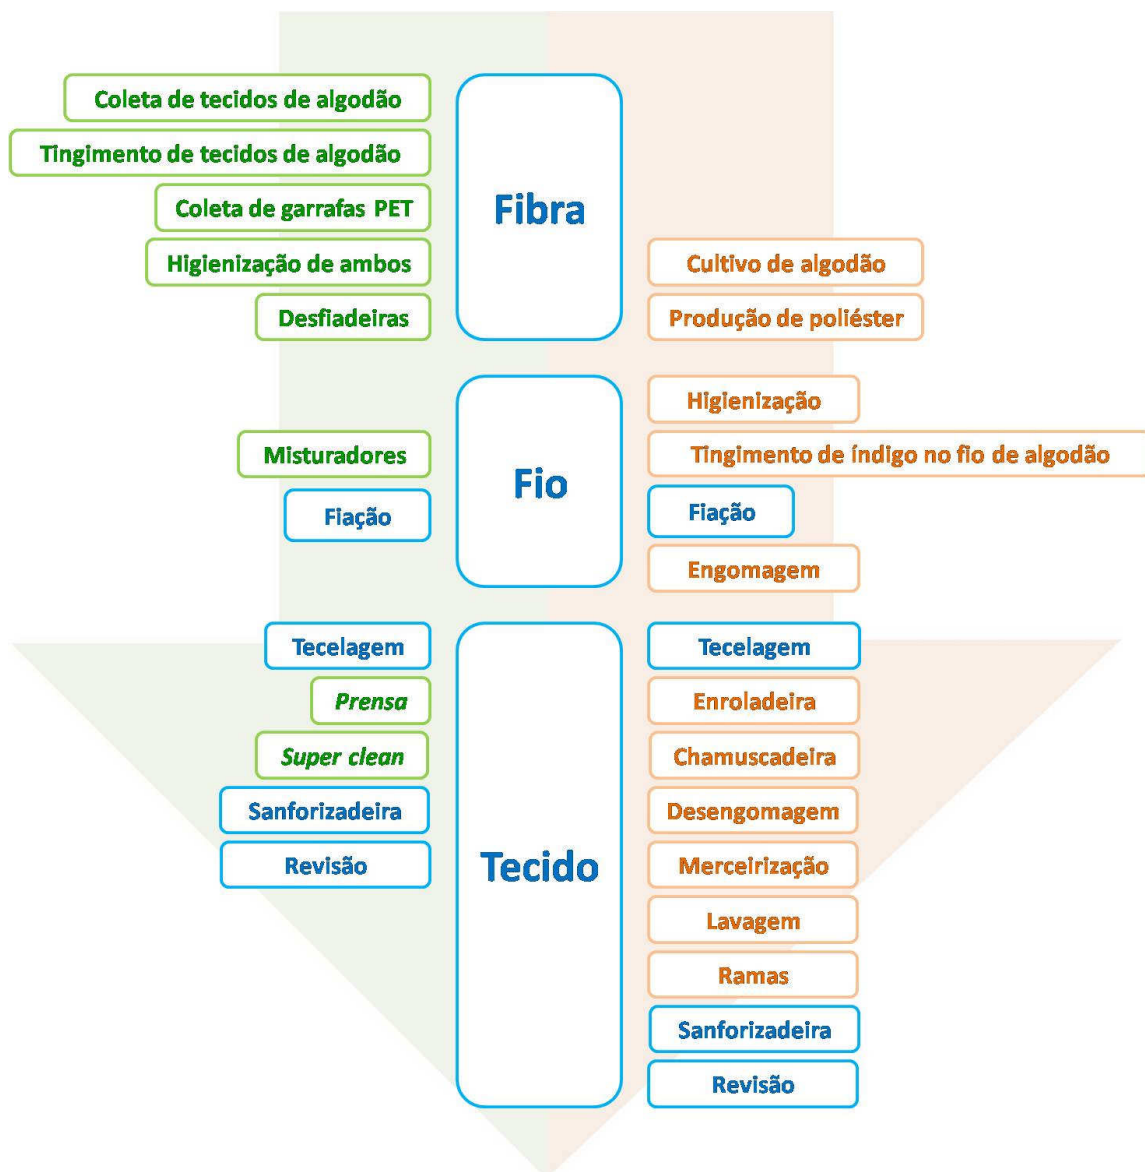 Coleta de tecidos de algodão
Tingimento de tecidos de algodão
Coleta de garrafas PET
Higienização de ambos
Desfiadeiras
Fibra
Cultivo de algodão
Produção de poliéster
Misturadores
Fiação
Fio
Higienização
Tingimento de índigo no fio de algodão
Fiação
Engomagem
Tecelagem
Prensa
Super clean
Sanforizadeira
Revisão
Tecido
Tecelagem
Enroladeira
Chamuscadeira
Desengomagem
Merceirização
Lavagem
Ramas
Sanforizadeira
Revisão